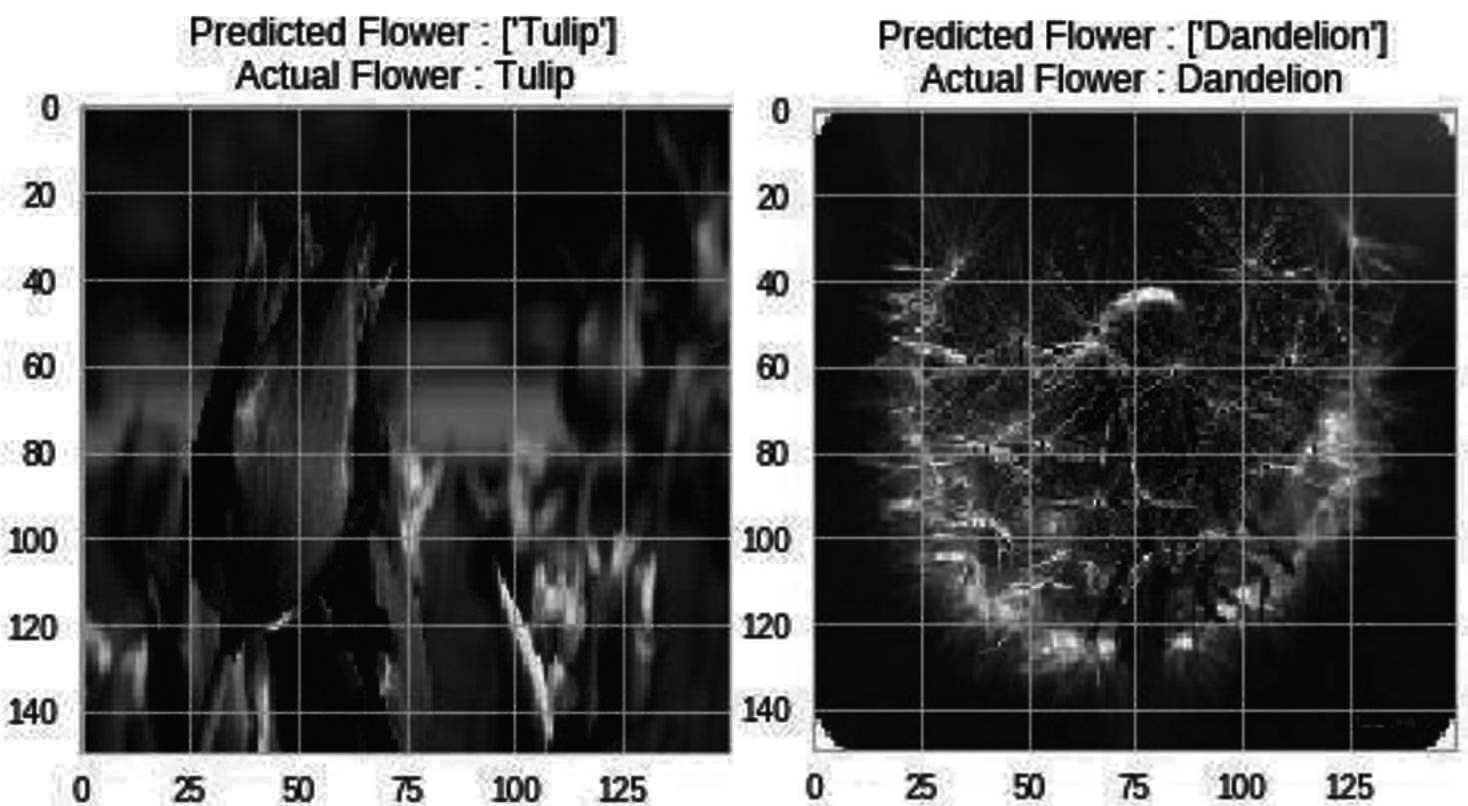 Predicted Flower : ['Tulip']
Actual Flower : Tulip
0
20
40
60
80
100
120
140
0 25 50 75 100 125
Predicted Flower : ['Dandelion']
Actual Flower : Dandelion
0
20
40
60
80
100
120
140
0 25 50 75 100 125